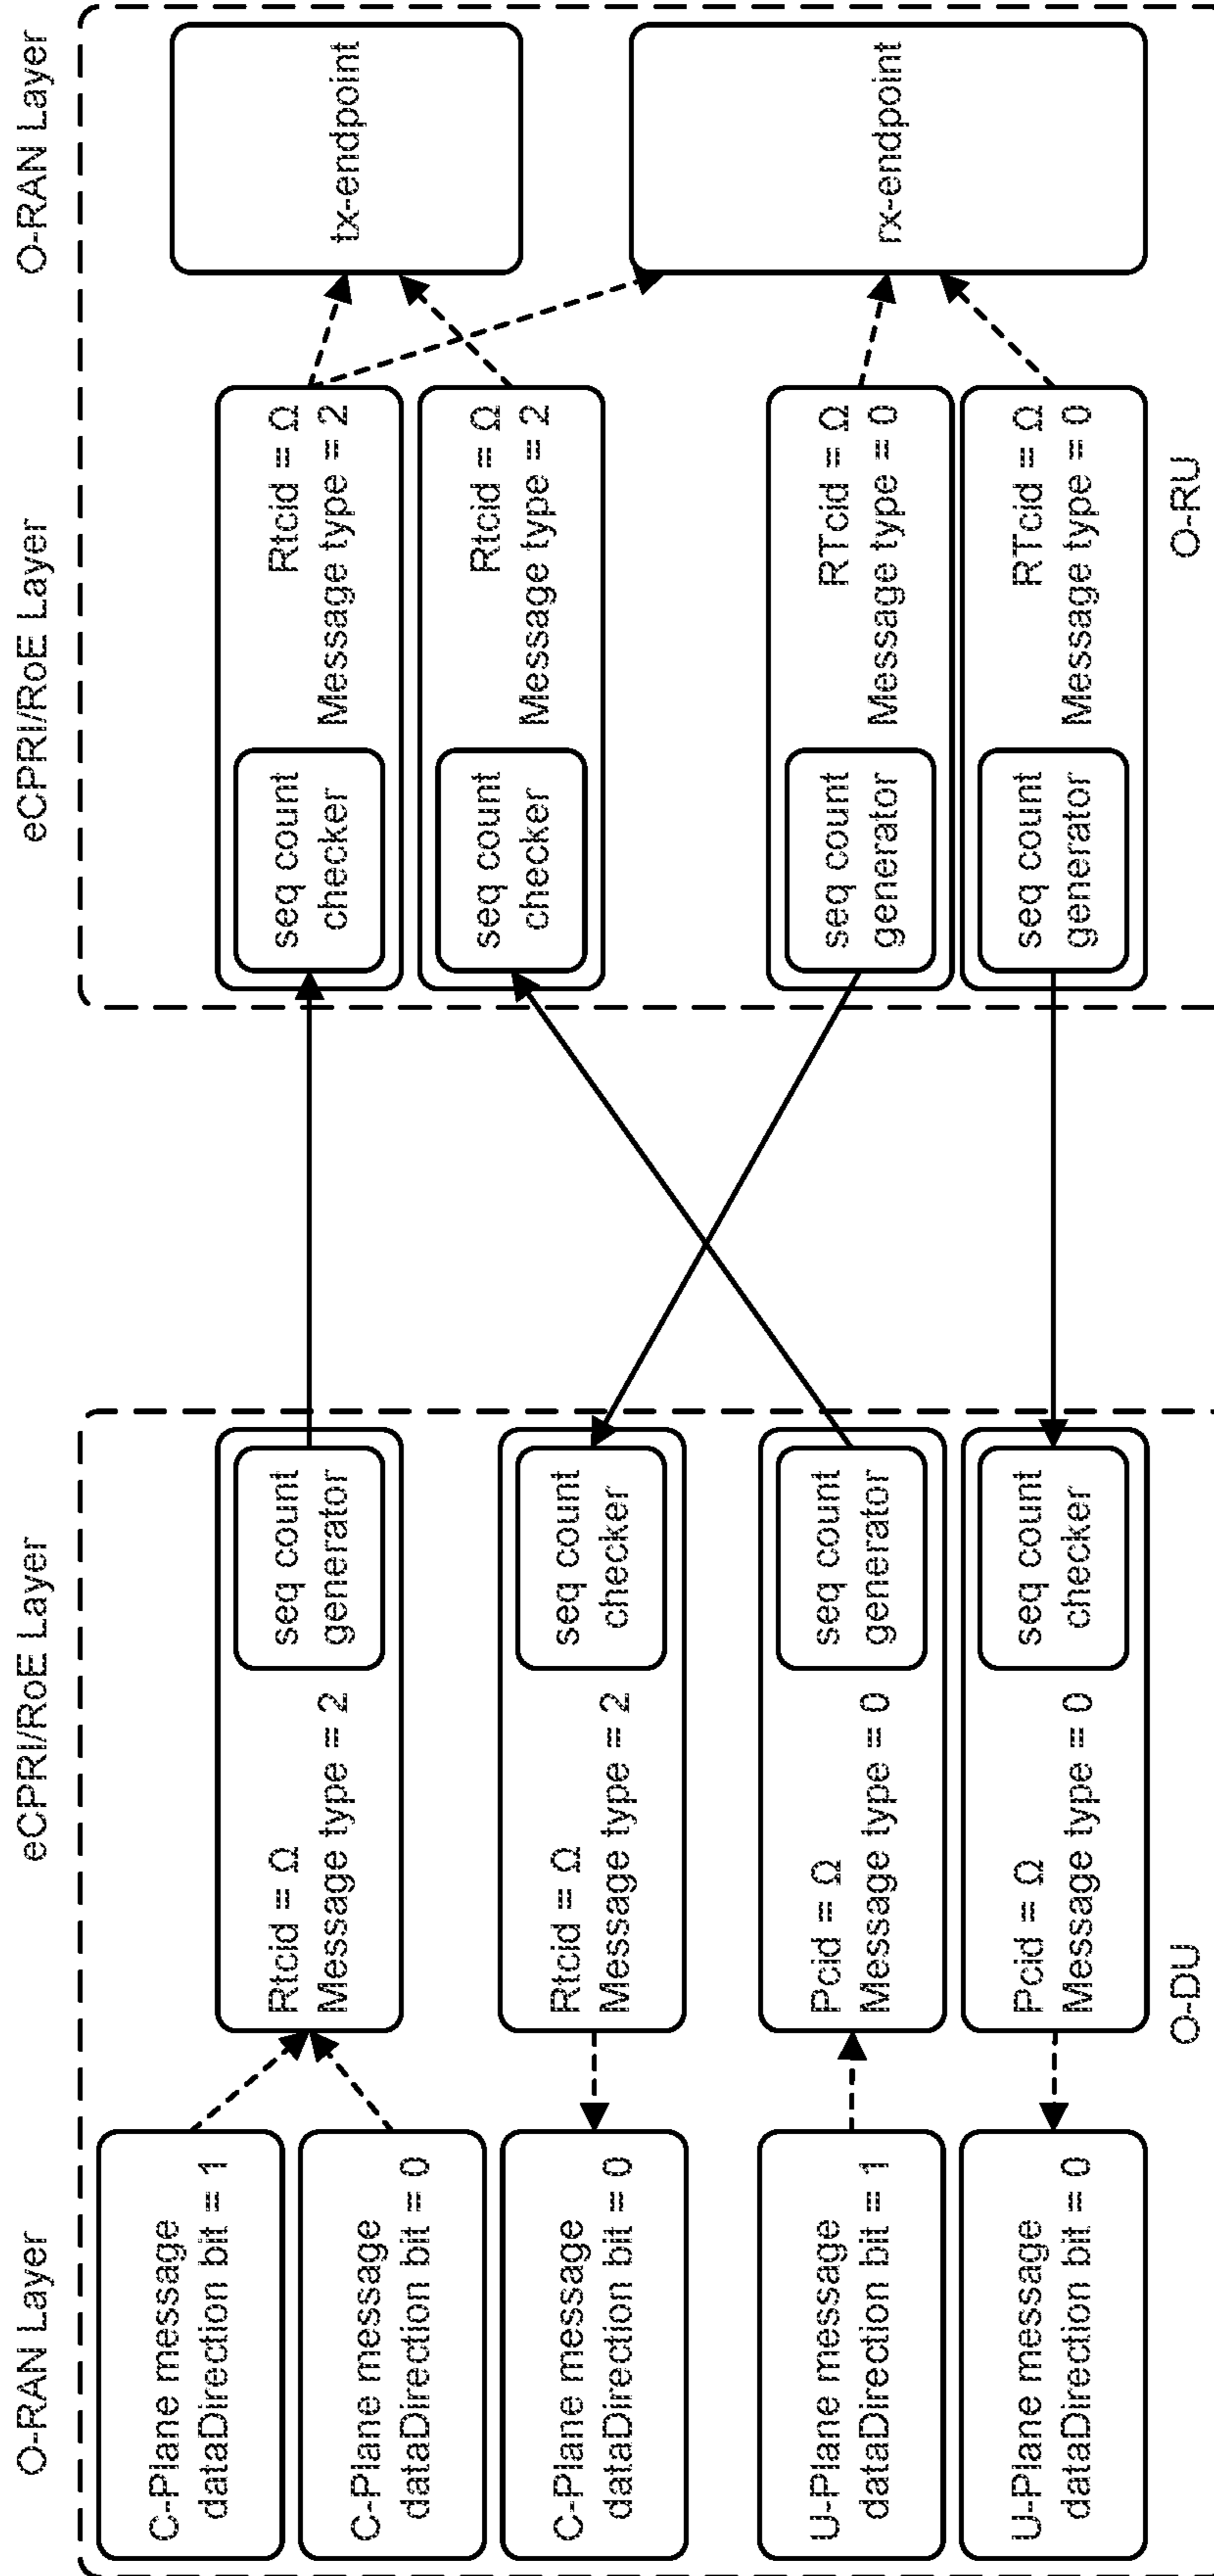 O-RAN Layer
eCPRI/RoE Layer
eCPRI/RoE Layer
O-RAN Layer
C-Plane message
dataDirection bit = 1
C-Plane message
dataDirection bit = 0
C-Plane message
dataDirection bit = 0
U-Plane message
dataDirection bit = 1
U-Plane message
dataDirection bit = 0
Rtcid = Ω
Message type = 2
seq count
generator
Rtcid = Ω
Message type = 2
seq count
checker
Pcid = Ω
Message type = 0
seq count
generator
Pcid = Ω
Message type = 0
seq count
checker
O-DU
seq count
checker
Rtcid = Ω
Message type = 2
seq count
checker
Rtcid = Ω
Message type = 2
seq count
generator
RTcid = Ω
Message type = 0
seq count
generator
RTcid = Ω
Message type = 0
O-RU
tx-endpoint
rx-endpoint